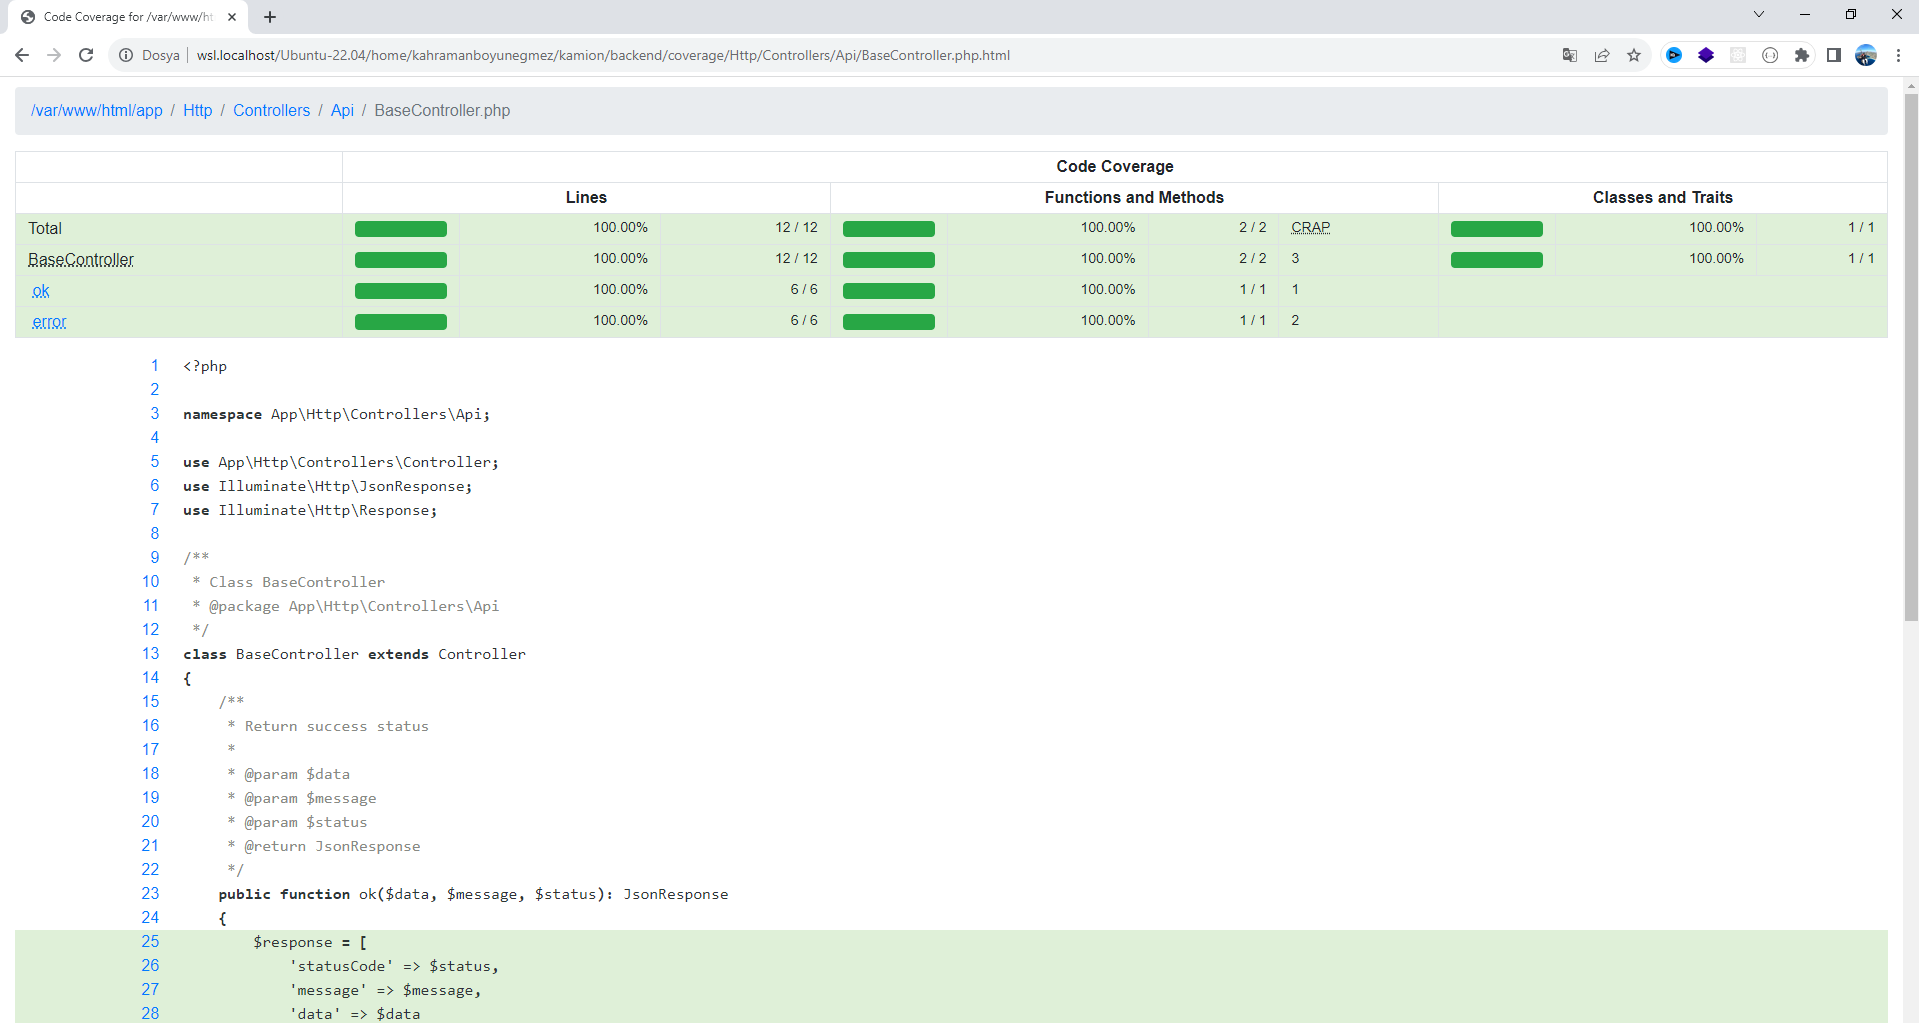 Code Coverage for /var/www/ht
Dosya wsl.localhost/Ubuntu-22.04/home/kahramanboyunegmez/kamion/backend/coverage/Http/Controllers/Api/BaseController.php.html
/var/www/html/app / Http / Controllers / Api / BaseController.php
Code Coverage
Lines Functions and Methods Classes and Traits
Total 100.00% 12 / 12 100.00% 2 / 2 CRAP 100.00% 1 / 1
BaseController 100.00% 12 / 12 100.00% 2 / 2 3 100.00% 1 / 1
ok 100.00% 6 / 6 100.00% 1 / 1 1
error 100.00% 6 / 6 100.00% 1 / 1 2
1 <?php
2
3 namespace App\Http\Controllers\Api;
4
5 use App\Http\Controllers\Controller;
6 use Illuminate\Http\JsonResponse;
7 use Illuminate\Http\Response;
8
9 /**
10 * Class BaseController
11 * @package App\Http\Controllers\Api
12 */
13 class BaseController extends Controller
14 {
15 /**
16 * Return success status
17 *
18 * @param $data
19 * @param $message
20 * @param $status
21 * @return JsonResponse
22 */
23 public function ok($data, $message, $status): JsonResponse
24 {
25 $response = [
26 'statusCode' => $status,
27 'message' => $message,
28 'data' => $data